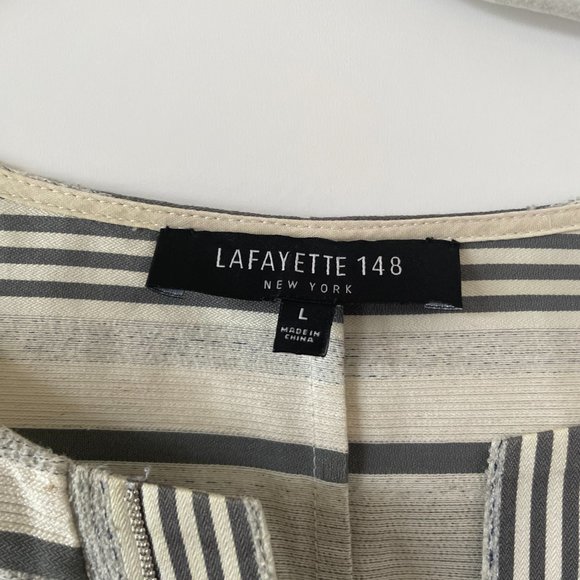 LAFAYETTE 148
NEW YORK
L
MADE IN
CHINA